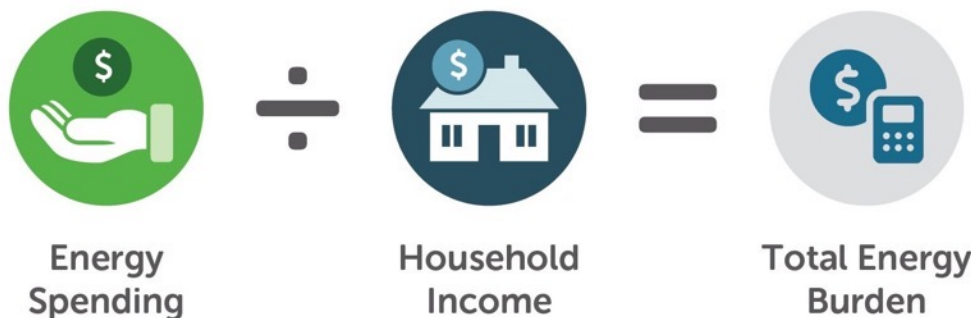 $
÷
$
=
$
Energy
Spending
Household
Income
Total Energy
Burden